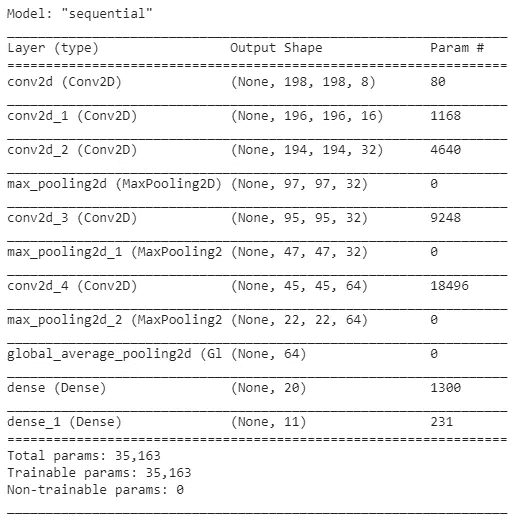 Model: "sequential"
Layer (type) Output Shape Param #
conv2d (Conv2D) (None, 198, 198, 8) 80
conv2d_1 (Conv2D) (None, 196, 196, 16) 1168
conv2d_2 (Conv2D) (None, 194, 194, 32) 4640
max_pooling2d (MaxPooling2D) (None, 97, 97, 32) 0
conv2d_3 (Conv2D) (None, 95, 95, 32) 9248
max_pooling2d_1 (MaxPooling2 (None, 47, 47, 32) 0
conv2d_4 (Conv2D) (None, 45, 45, 64) 18496
max_pooling2d_2 (MaxPooling2 (None, 22, 22, 64) 0
global_average_pooling2d (Gl (None, 64) 0
dense (Dense) (None, 20) 1300
dense_1 (Dense) (None, 11) 231
Total params: 35,163
Trainable params: 35,163
Non-trainable params: 0